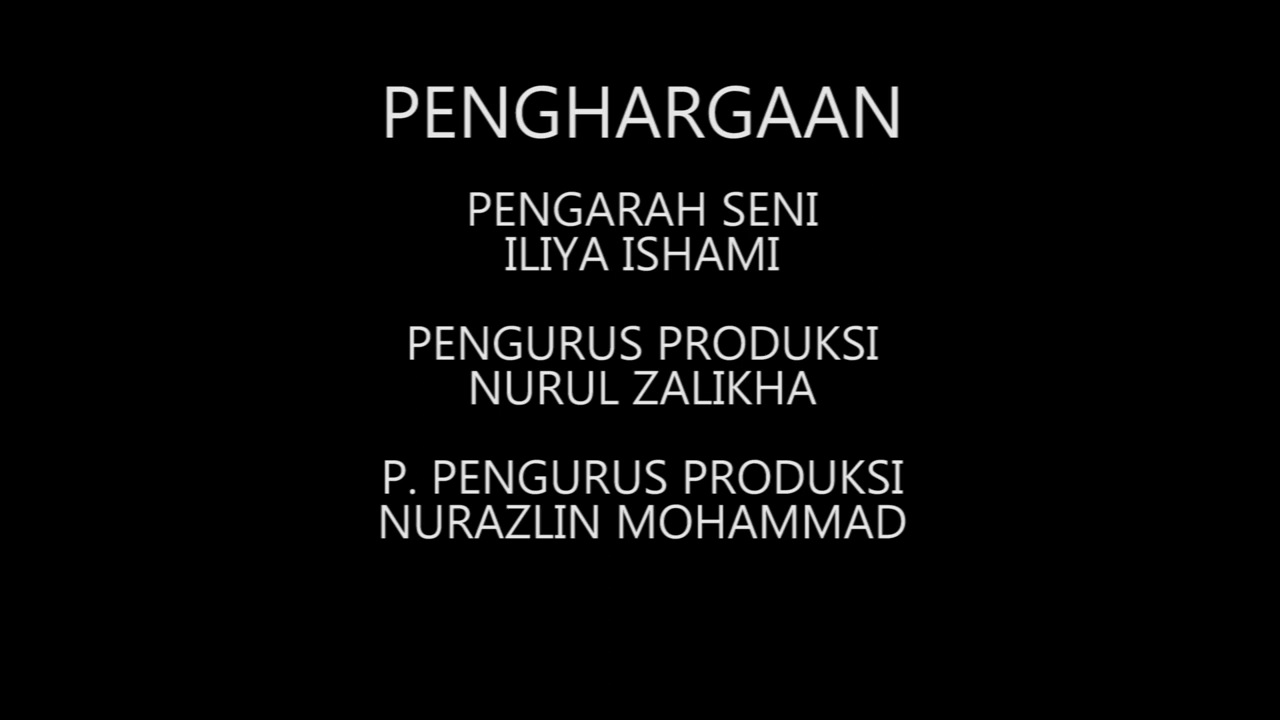 PENGHARGAAN
PENGARAH SENI
ILIYA ISHAMI
PENGURUS PRODUKSI
NURUL ZALIKHA
P. PENGURUS PRODUKSI
NURAZLIN MOHAMMAD